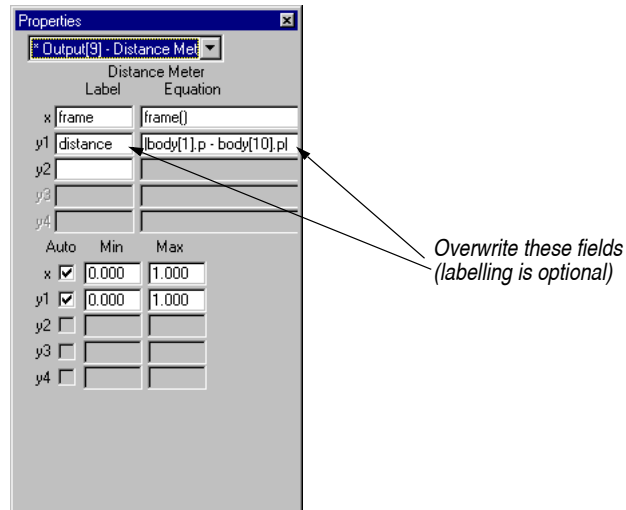 Properties
* Output[9] - Distance Met
Distance Meter
Label Equation
x frame frame()
y1 distance |body[1].p - body[10].p|
y2
y3
y4
Auto Min Max
x 0.000 1.000
y1 0.000 1.000
y2
y3
y4
Overwrite these fields
(labelling is optional)